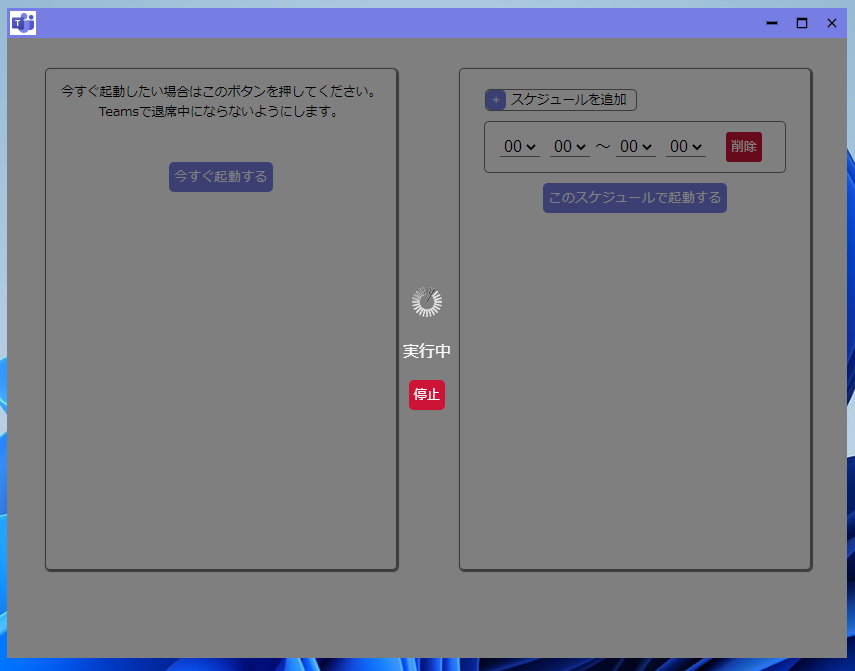 今すぐ起動したい場合はこのボタンを押してください。
Teamsで退席中にならないようにします。
今すぐ起動する
+ スケジュールを追加
00 00 ～ 00 00 削除
このスケジュールで起動する
実行中
停止